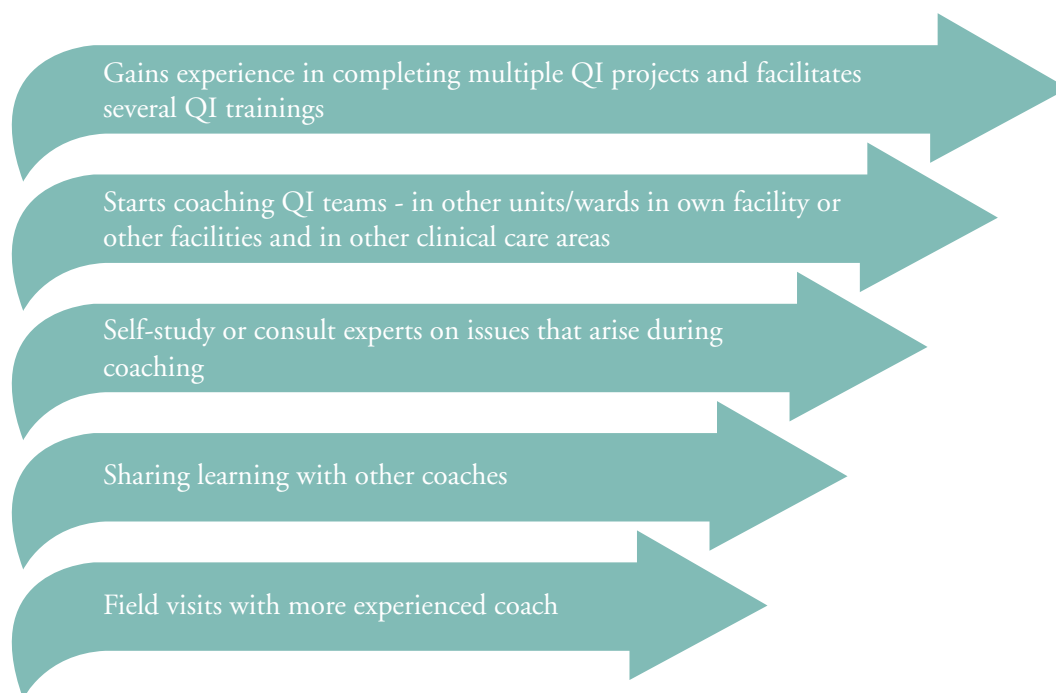 Gains experience in completing multiple QI projects and facilitates
several QI trainings
Starts coaching QI teams - in other units/wards in own facility or
other facilities and in other clinical care areas
Self-study or consult experts on issues that arise during
coaching
Sharing learning with other coaches
Field visits with more experienced coach